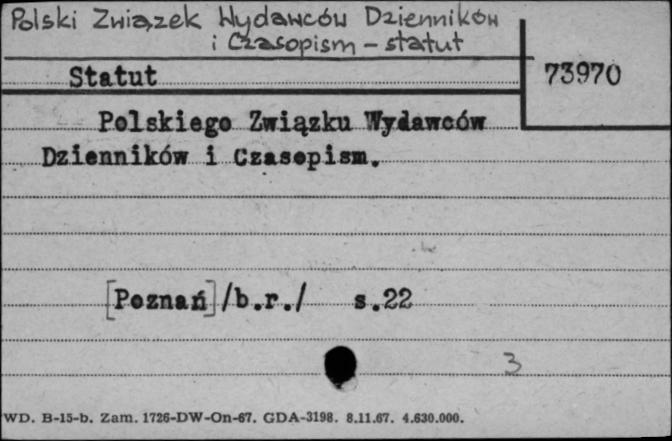 Polski Związek Wydawców Dzienników
i Czasopism - statut
Statut
73970
Polskiego Związku Wydawców
Dzienników i Czasopism.
[Poznań] /b.r./ s.22
3
WD. B-15-b. Zam. 1726-DW-On-67. GDA-3198. 8.11.67. 4.630.000.